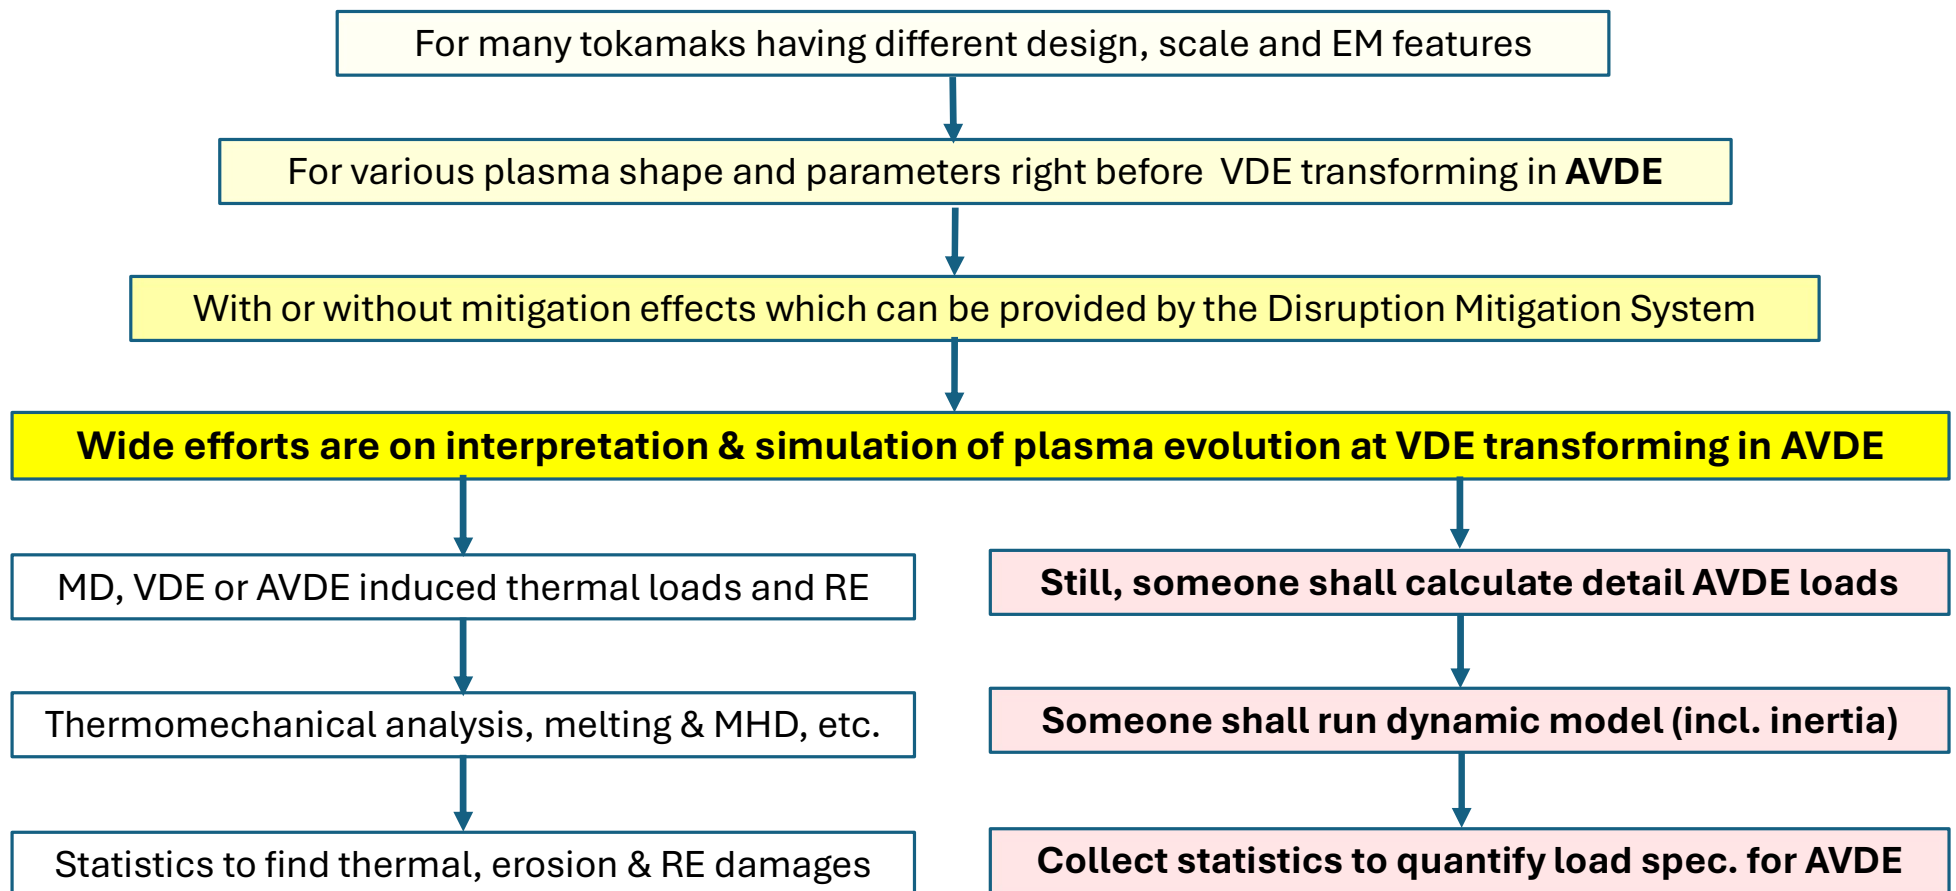 For many tokamaks having different design, scale and EM features
For various plasma shape and parameters right before VDE transforming in AVDE
With or without mitigation effects which can be provided by the Disruption Mitigation System
Wide efforts are on interpretation & simulation of plasma evolution at VDE transforming in AVDE
MD, VDE or AVDE induced thermal loads and RE
Thermomechanical analysis, melting & MHD, etc.
Statistics to find thermal, erosion & RE damages
Still, someone shall calculate detail AVDE loads
Someone shall run dynamic model (incl. inertia)
Collect statistics to quantify load spec. for AVDE